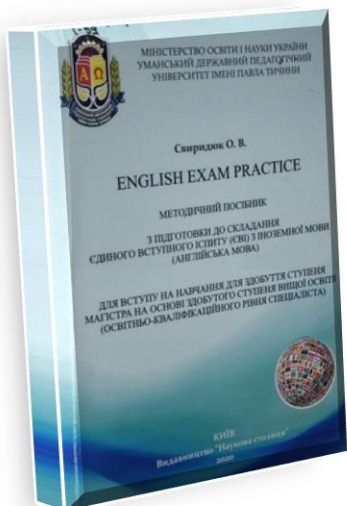 МІНІСТЕРСТВО ОСВІТИ І НАУКИ УКРАЇНИ
УМАНСЬКИЙ ДЕРЖАВНИЙ ПЕДАГОГІЧНИЙ
УНІВЕРСИТЕТ ІМЕНІ ПАВЛА ТИЧИНИ
Свиридюк О. В.
ENGLISH EXAM PRACTICE
МЕТОДИЧНИЙ ПОСІБНИК
З ПІДГОТОВКИ ДО СКЛАДАННЯ
ЄДИНОГО ВСТУПНОГО ІСПИТУ (ЄВІ) З ІНОЗЕМНОЇ МОВИ
(АНГЛІЙСЬКА МОВА)
ДЛЯ ВСТУПУ НА НАВЧАННЯ ДЛЯ ЗДОБУТТЯ СТУПЕНЯ
МАГІСТРА НА ОСНОВІ ЗДОБУТОГО СТУПЕНЯ ВИЩОЇ ОСВІТИ
(ОСВІТНЬО-КВАЛІФІКАЦІЙНОГО РІВНЯ СПЕЦІАЛІСТА)
КИЇВ
Видавництво "Наукова столиця"
2020